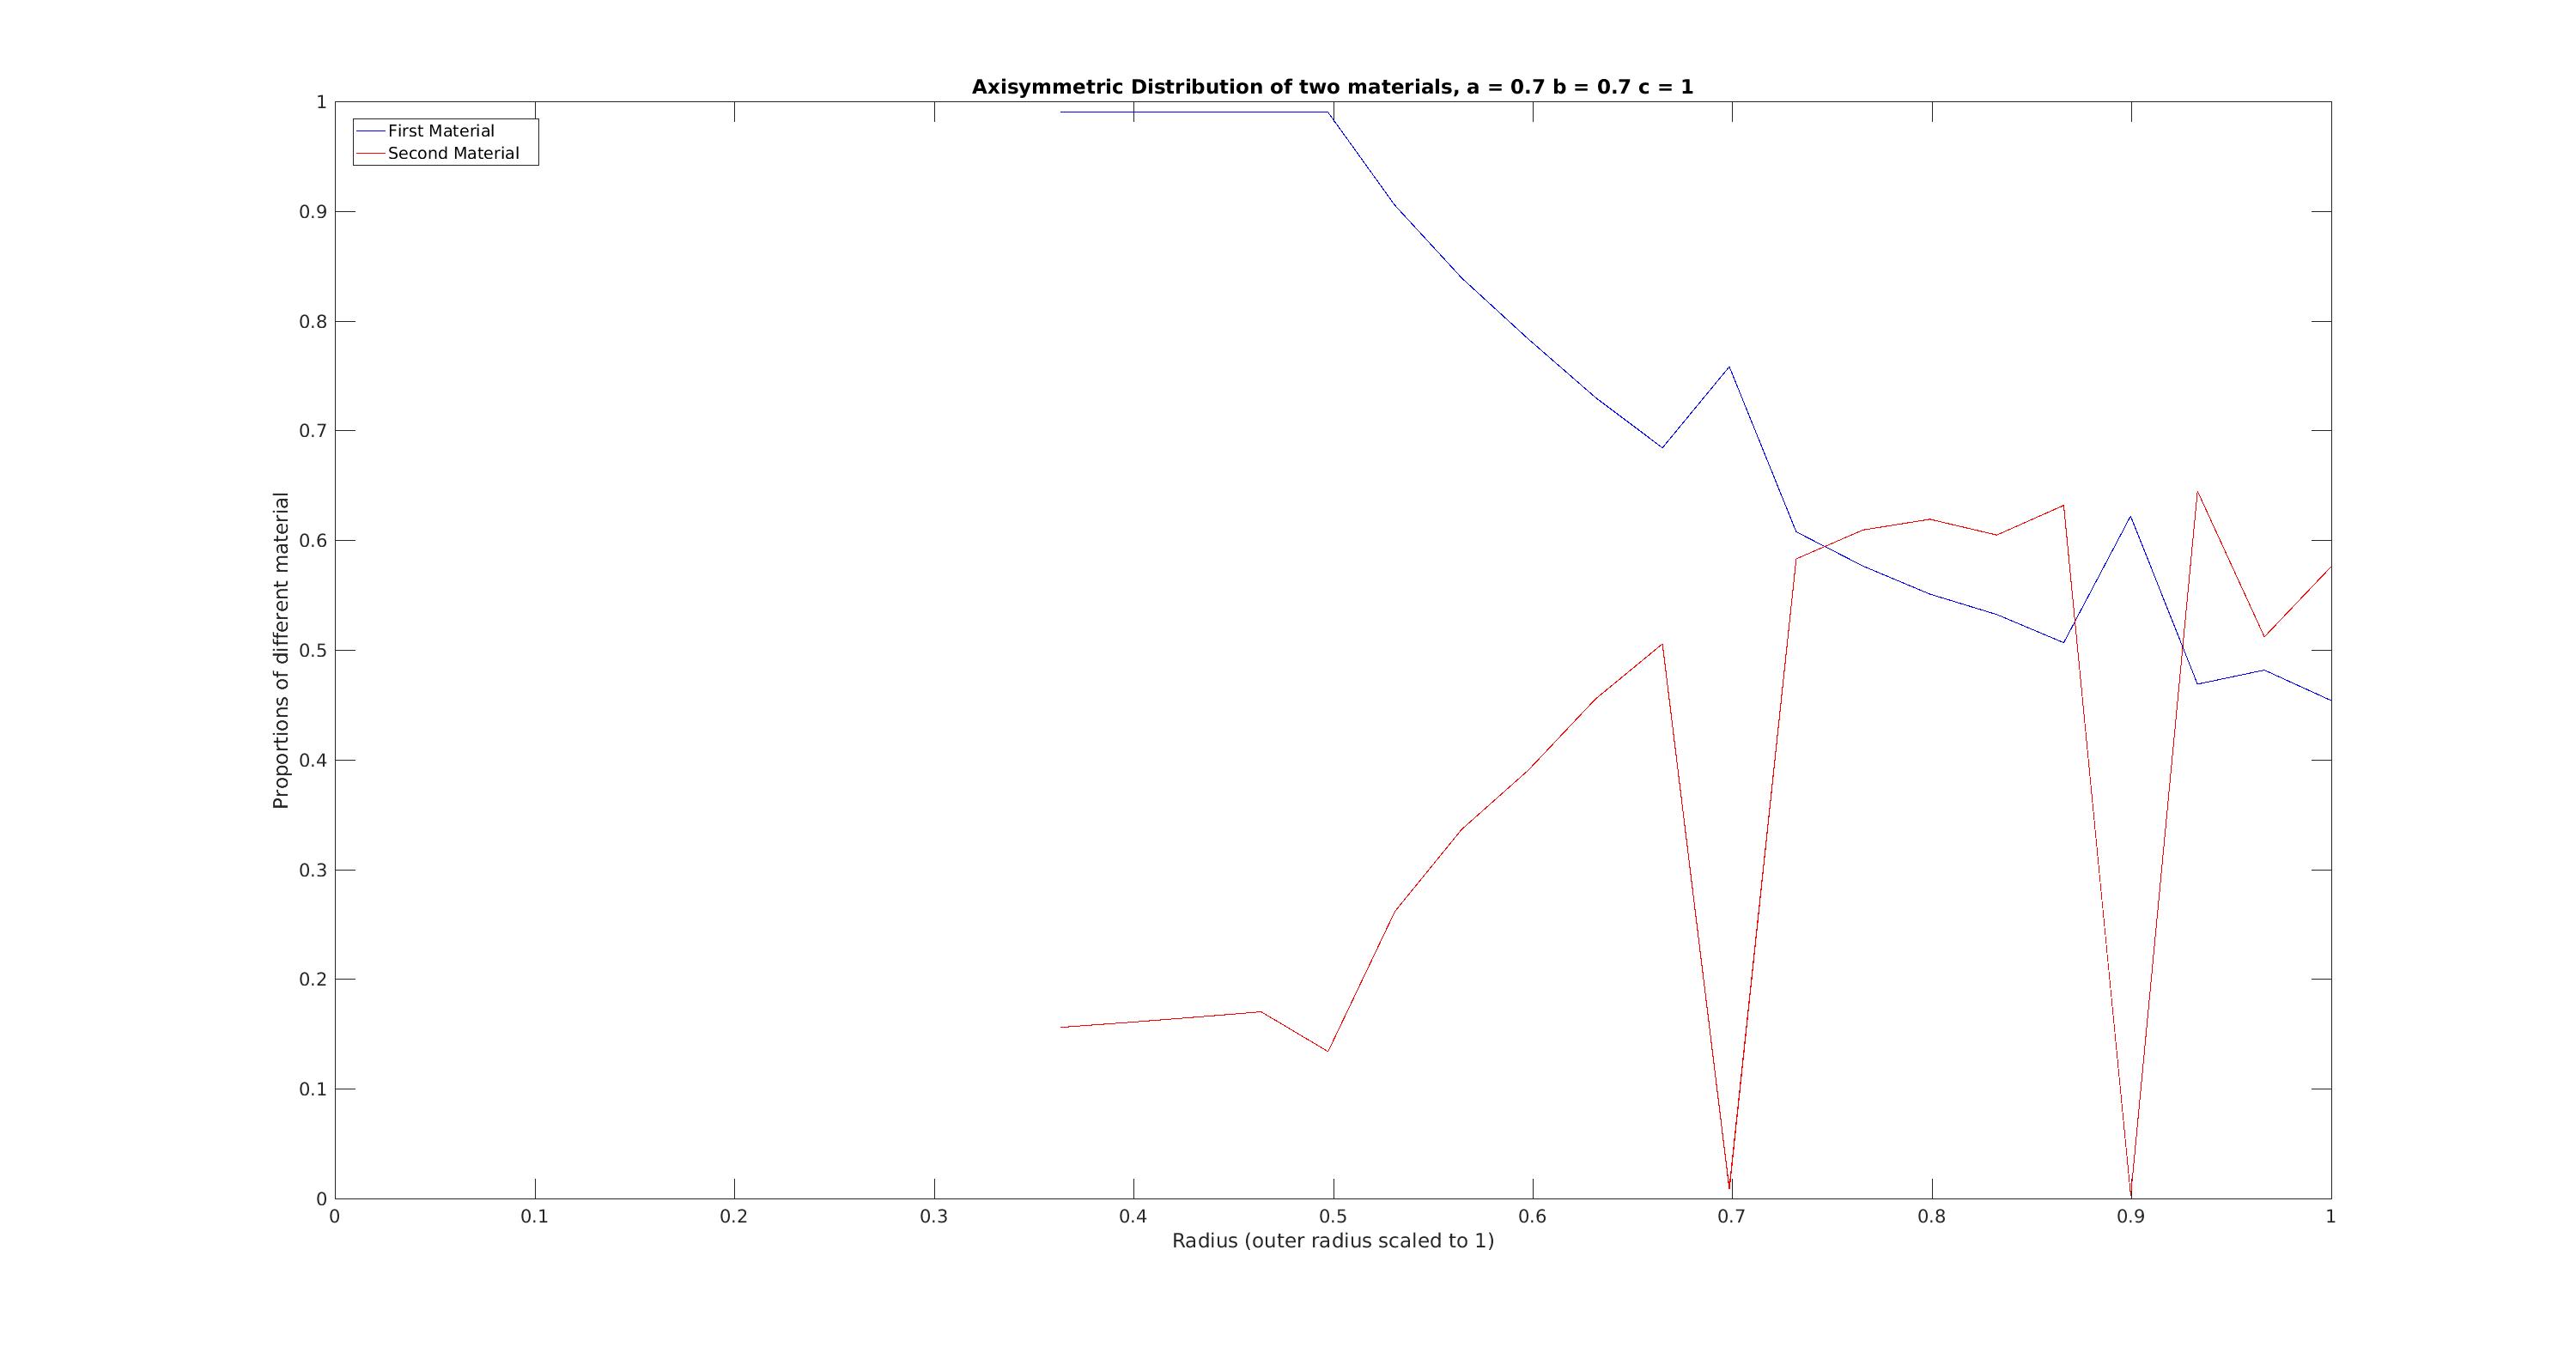 Axisymmetric Distribution of two materials, a = 0.7 b = 0.7 c = 1
First Material
Second Material
1
0.9
0.8
0.7
0.6
0.5
0.4
0.3
0.2
0.1
0
Proportions of different material
0 0.1 0.2 0.3 0.4 0.5 0.6 0.7 0.8 0.9 1
Radius (outer radius scaled to 1)